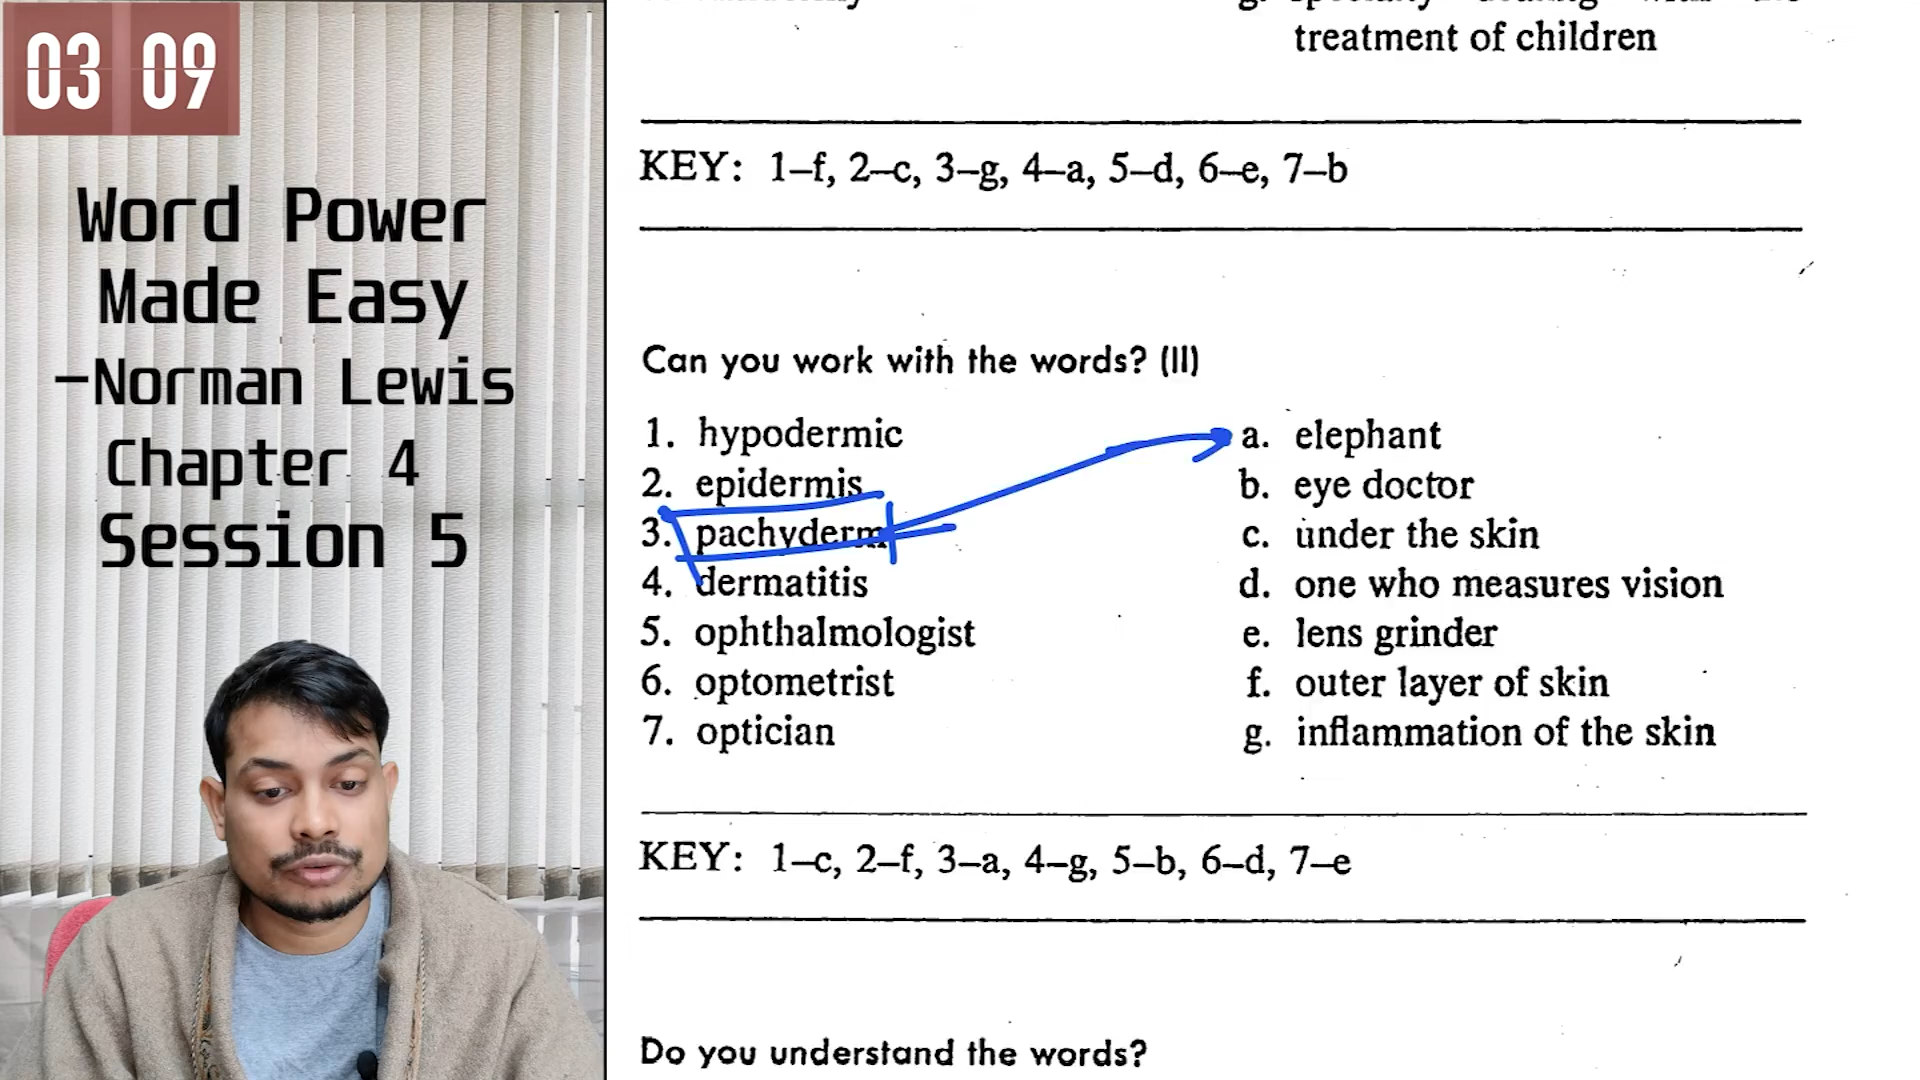 03 09
Word Power
Made Easy
-Norman Lewis
Chapter 4
Session 5
treatment of children
KEY: 1–f, 2–c, 3–g, 4–a, 5–d, 6–e, 7–b
Can you work with the words? (II)
1. hypodermic a. elephant
2. epidermis b. eye doctor
3. pachyderm c. under the skin
4. dermatitis d. one who measures vision
5. ophthalmologist e. lens grinder
6. optometrist f. outer layer of skin
7. optician g. inflammation of the skin
KEY: 1–c, 2–f, 3–a, 4–g, 5–b, 6–d, 7–e
Do you understand the words?